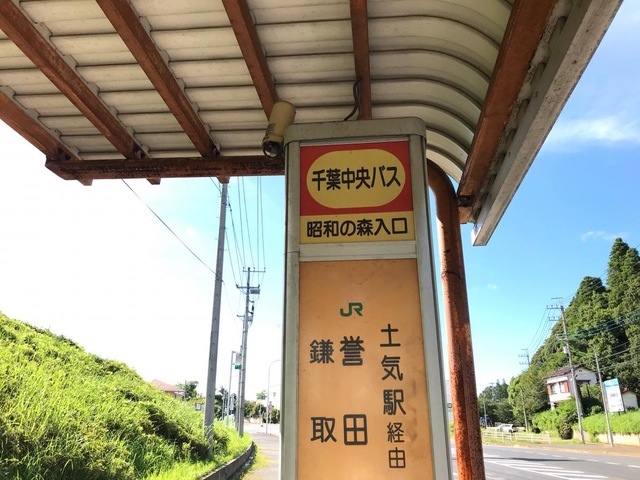 千葉中央バス
昭和の森入口
JR
土気駅経由
誉田
鎌取